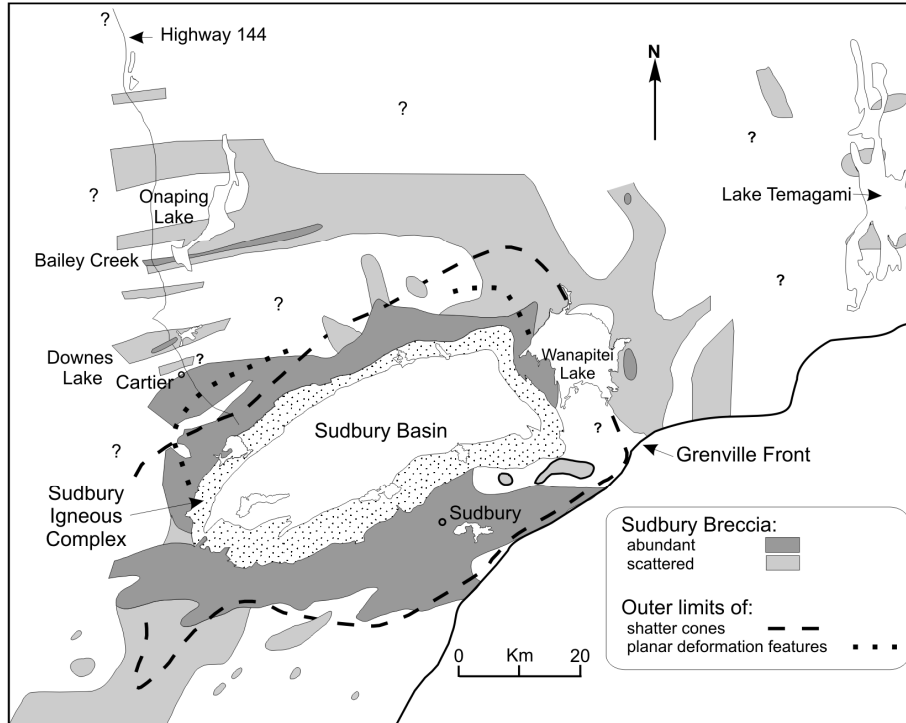 ?
Highway 144
N
?
?
Onaping
Lake
?
Lake Temagami
Bailey Creek
?
?
Downes
Lake
?
Cartier
Wanapitei
Lake
?
Sudbury Basin
?
Grenville Front
Sudbury
Igneous
Complex
Sudbury
Sudbury Breccia:
abundant
scattered
Outer limits of:
shatter cones
planar deformation features
0 Km 20